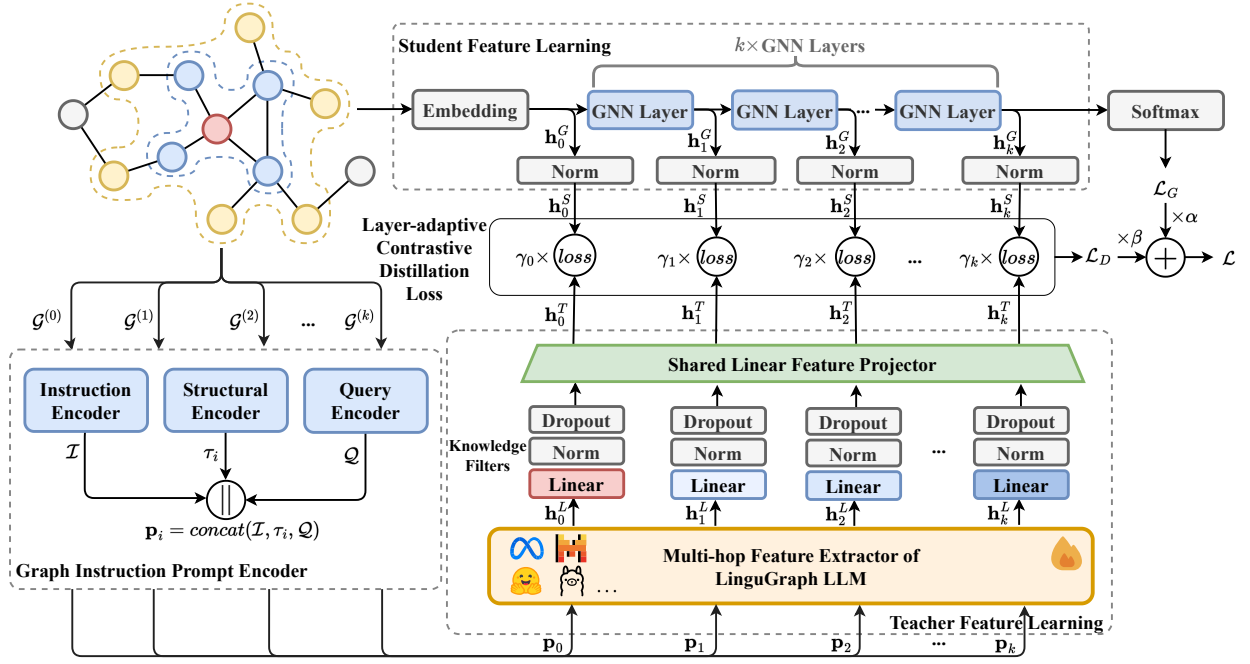 Student Feature Learning
k×GNN Layers
Embedding
GNN Layer
GNN Layer
...
GNN Layer
Softmax
𝐡₀ᴳ
𝐡₁ᴳ
𝐡₂ᴳ
𝐡ₖᴳ
Norm
Norm
Norm
Norm
ℒ_G
×α
𝐡₀ˢ
𝐡₁ˢ
𝐡₂ˢ
𝐡ₖˢ
Layer-adaptive
Contrastive
Distillation
Loss
γ₀× loss
γ₁× loss
γ₂× loss
...
γₖ× loss
ℒ_D
×β
+
ℒ
𝐡₀ᵀ
𝐡₁ᵀ
𝐡₂ᵀ
𝐡ₖᵀ
𝒢⁽⁰⁾
𝒢⁽¹⁾
𝒢⁽²⁾
...
𝒢⁽ᵏ⁾
Instruction
Encoder
Structural
Encoder
Query
Encoder
ℐ
τᵢ
𝒬
||
𝐩ᵢ = concat(ℐ, τᵢ, 𝒬)
Graph Instruction Prompt Encoder
Shared Linear Feature Projector
Knowledge
Filters
Dropout
Dropout
Dropout
Dropout
Norm
Norm
Norm
...
Norm
Linear
Linear
Linear
Linear
𝐡₀ᴸ
𝐡₁ᴸ
𝐡₂ᴸ
𝐡ₖᴸ
Multi-hop Feature Extractor of
LinguGraph LLM
...
Teacher Feature Learning
𝐩₀
𝐩₁
𝐩₂
...
𝐩ₖ